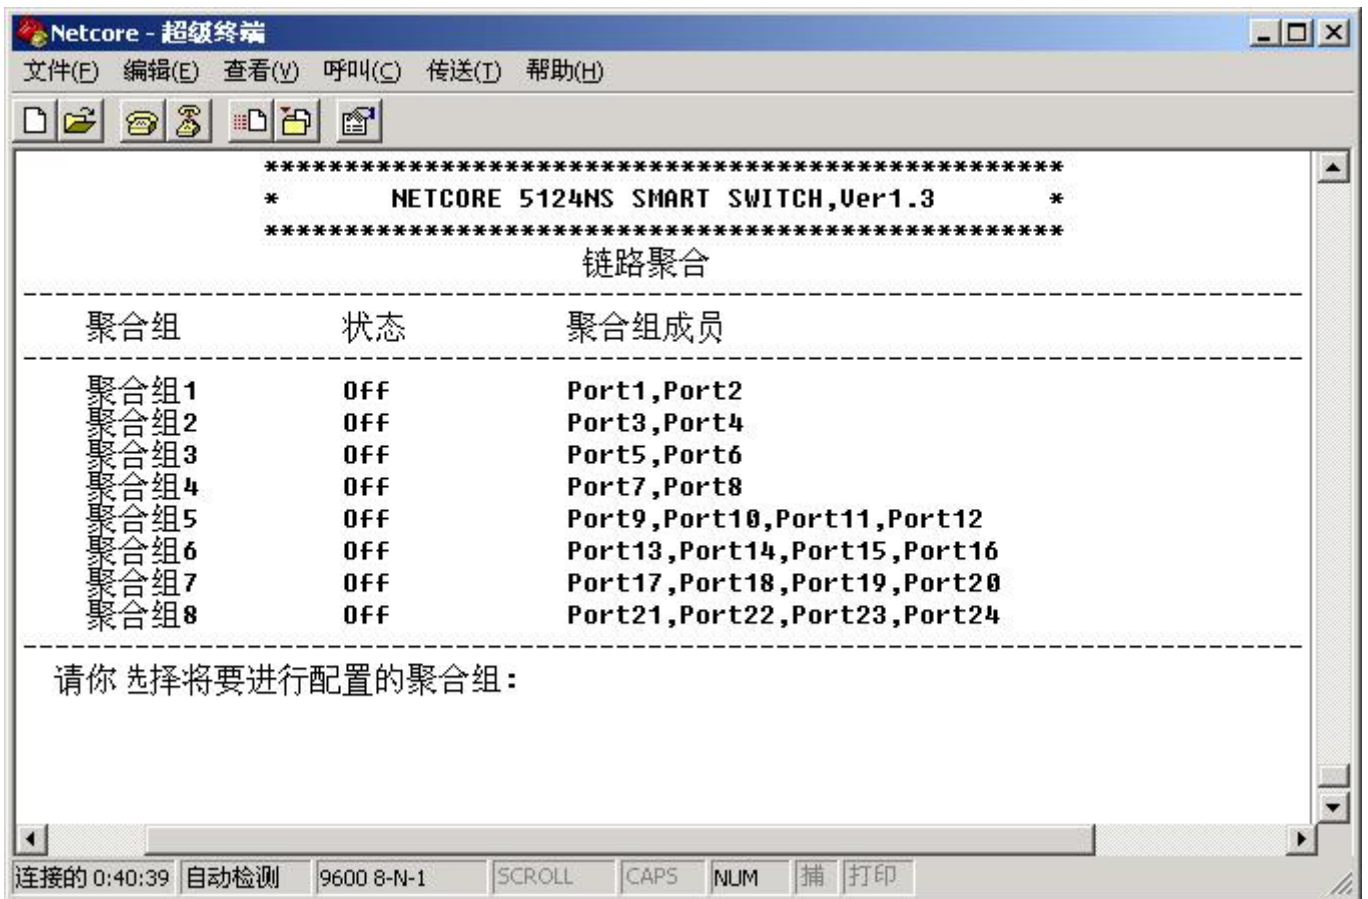 Netcore - 超级终端
文件(F) 编辑(E) 查看(V) 呼叫(C) 传送(T) 帮助(H)
**************************************************
* NETCORE 5124NS SMART SWITCH,Ver1.3 *
**************************************************
链路聚合
--------------------------------------------------------------------------------
聚合组 状态 聚合组成员
--------------------------------------------------------------------------------
聚合组1 Off Port1,Port2
聚合组2 Off Port3,Port4
聚合组3 Off Port5,Port6
聚合组4 Off Port7,Port8
聚合组5 Off Port9,Port10,Port11,Port12
聚合组6 Off Port13,Port14,Port15,Port16
聚合组7 Off Port17,Port18,Port19,Port20
聚合组8 Off Port21,Port22,Port23,Port24
--------------------------------------------------------------------------------
请你选择将要进行配置的聚合组:
连接的 0:40:39 自动检测 9600 8-N-1 SCROLL CAPS NUM 捕 打印